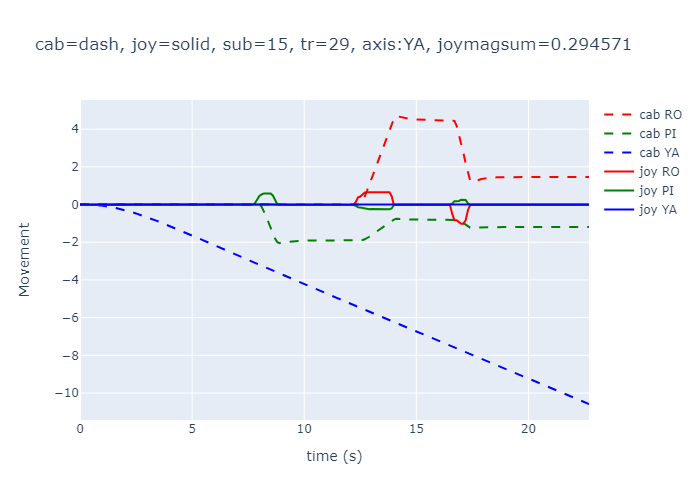 cab=dash, joy=solid, sub=15, tr=29, axis:YA, joymagsum=0.294571
cab RO
cab PI
cab YA
joy RO
joy PI
joy YA
Movement
4
2
0
−2
−4
−6
−8
−10
0
5
10
15
20
time (s)